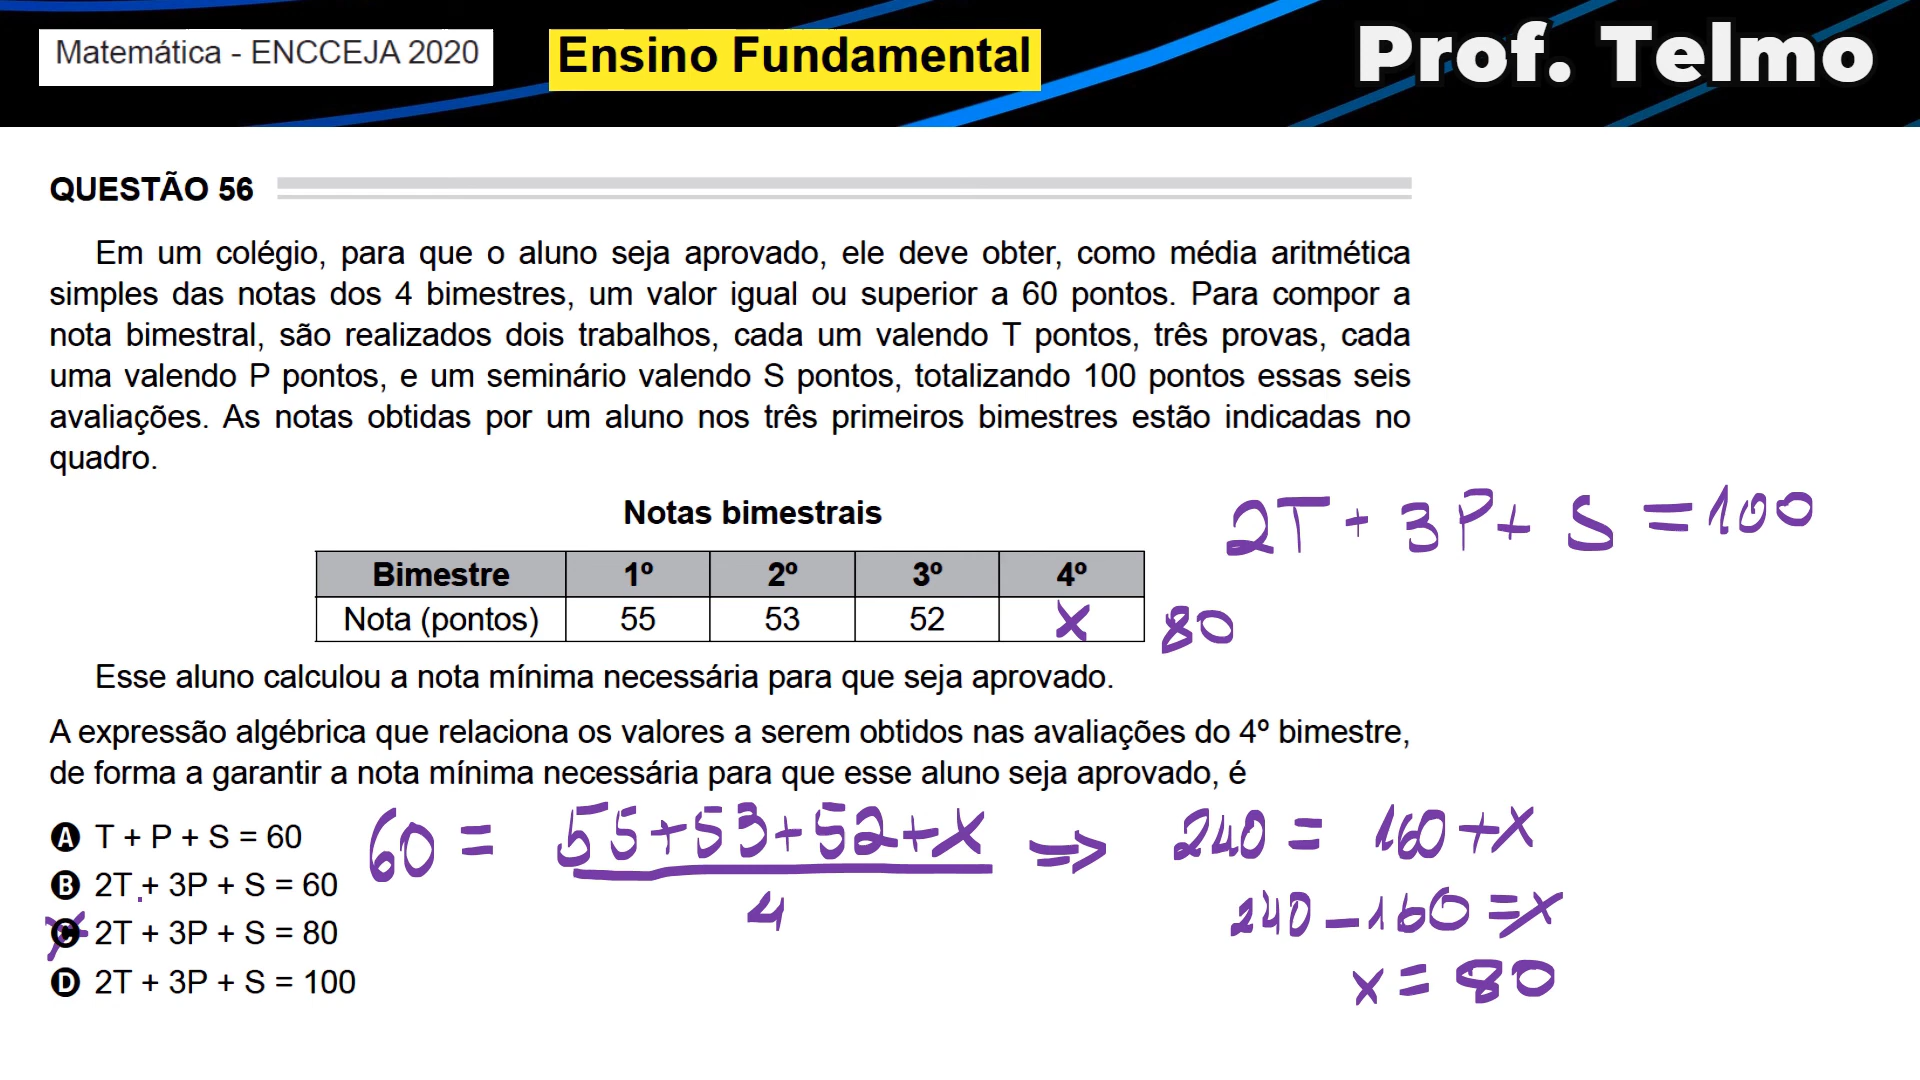 Matemática - ENCCEJA 2020
Ensino Fundamental
Prof. Telmo
QUESTÃO 56
Em um colégio, para que o aluno seja aprovado, ele deve obter, como média aritmética
simples das notas dos 4 bimestres, um valor igual ou superior a 60 pontos. Para compor a
nota bimestral, são realizados dois trabalhos, cada um valendo T pontos, três provas, cada
uma valendo P pontos, e um seminário valendo S pontos, totalizando 100 pontos essas seis
avaliações. As notas obtidas por um aluno nos três primeiros bimestres estão indicadas no
quadro.
Notas bimestrais
2T + 3P + S = 100
Bimestre 1º 2º 3º 4º
Nota (pontos) 55 53 52 x 80
Esse aluno calculou a nota mínima necessária para que seja aprovado.
A expressão algébrica que relaciona os valores a serem obtidos nas avaliações do 4º bimestre,
de forma a garantir a nota mínima necessária para que esse aluno seja aprovado, é
A T + P + S = 60
B 2T + 3P + S = 60
C 2T + 3P + S = 80
D 2T + 3P + S = 100
60 = 55+53+52+x => 240 = 160+x
4
240 - 160 = x
x = 80